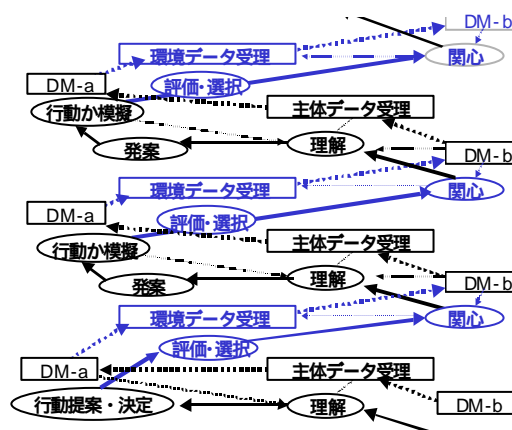 DM-b
環境データ受理
関心
DM-a
評価・選択
主体データ受理
行動か模擬
理解
発案
DM-b
環境データ受理
関心
DM-a
評価・選択
主体データ受理
行動か模擬
理解
発案
DM-b
環境データ受理
関心
評価・選択
DM-a
主体データ受理
行動提案・決定
理解
DM-b